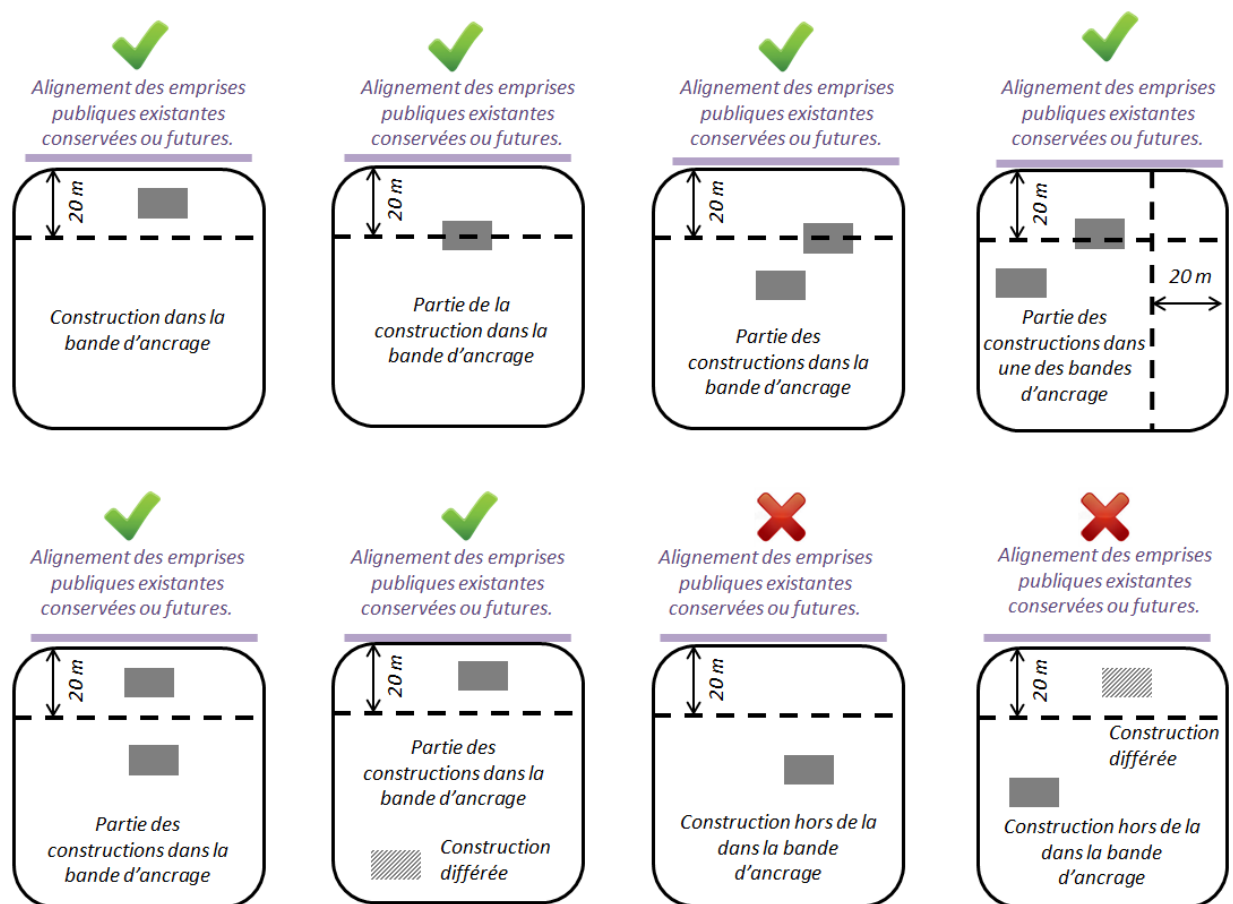 Alignement des emprises
publiques existantes
conservées ou futures.
20 m
Construction dans la
bande d'ancrage
Alignement des emprises
publiques existantes
conservées ou futures.
20 m
Partie de la
construction dans la
bande d'ancrage
Alignement des emprises
publiques existantes
conservées ou futures.
20 m
Partie des
constructions dans la
bande d'ancrage
Alignement des emprises
publiques existantes
conservées ou futures.
20 m
20 m
Partie des
constructions dans
une des bandes
d'ancrage
Alignement des emprises
publiques existantes
conservées ou futures.
20 m
Partie des
constructions dans la
bande d'ancrage
Alignement des emprises
publiques existantes
conservées ou futures.
20 m
Partie des
constructions dans la
bande d'ancrage
Construction
différée
Alignement des emprises
publiques existantes
conservées ou futures.
20 m
Construction hors de la
dans la bande
d'ancrage
Alignement des emprises
publiques existantes
conservées ou futures.
20 m
Construction
différée
Construction hors de la
dans la bande
d'ancrage